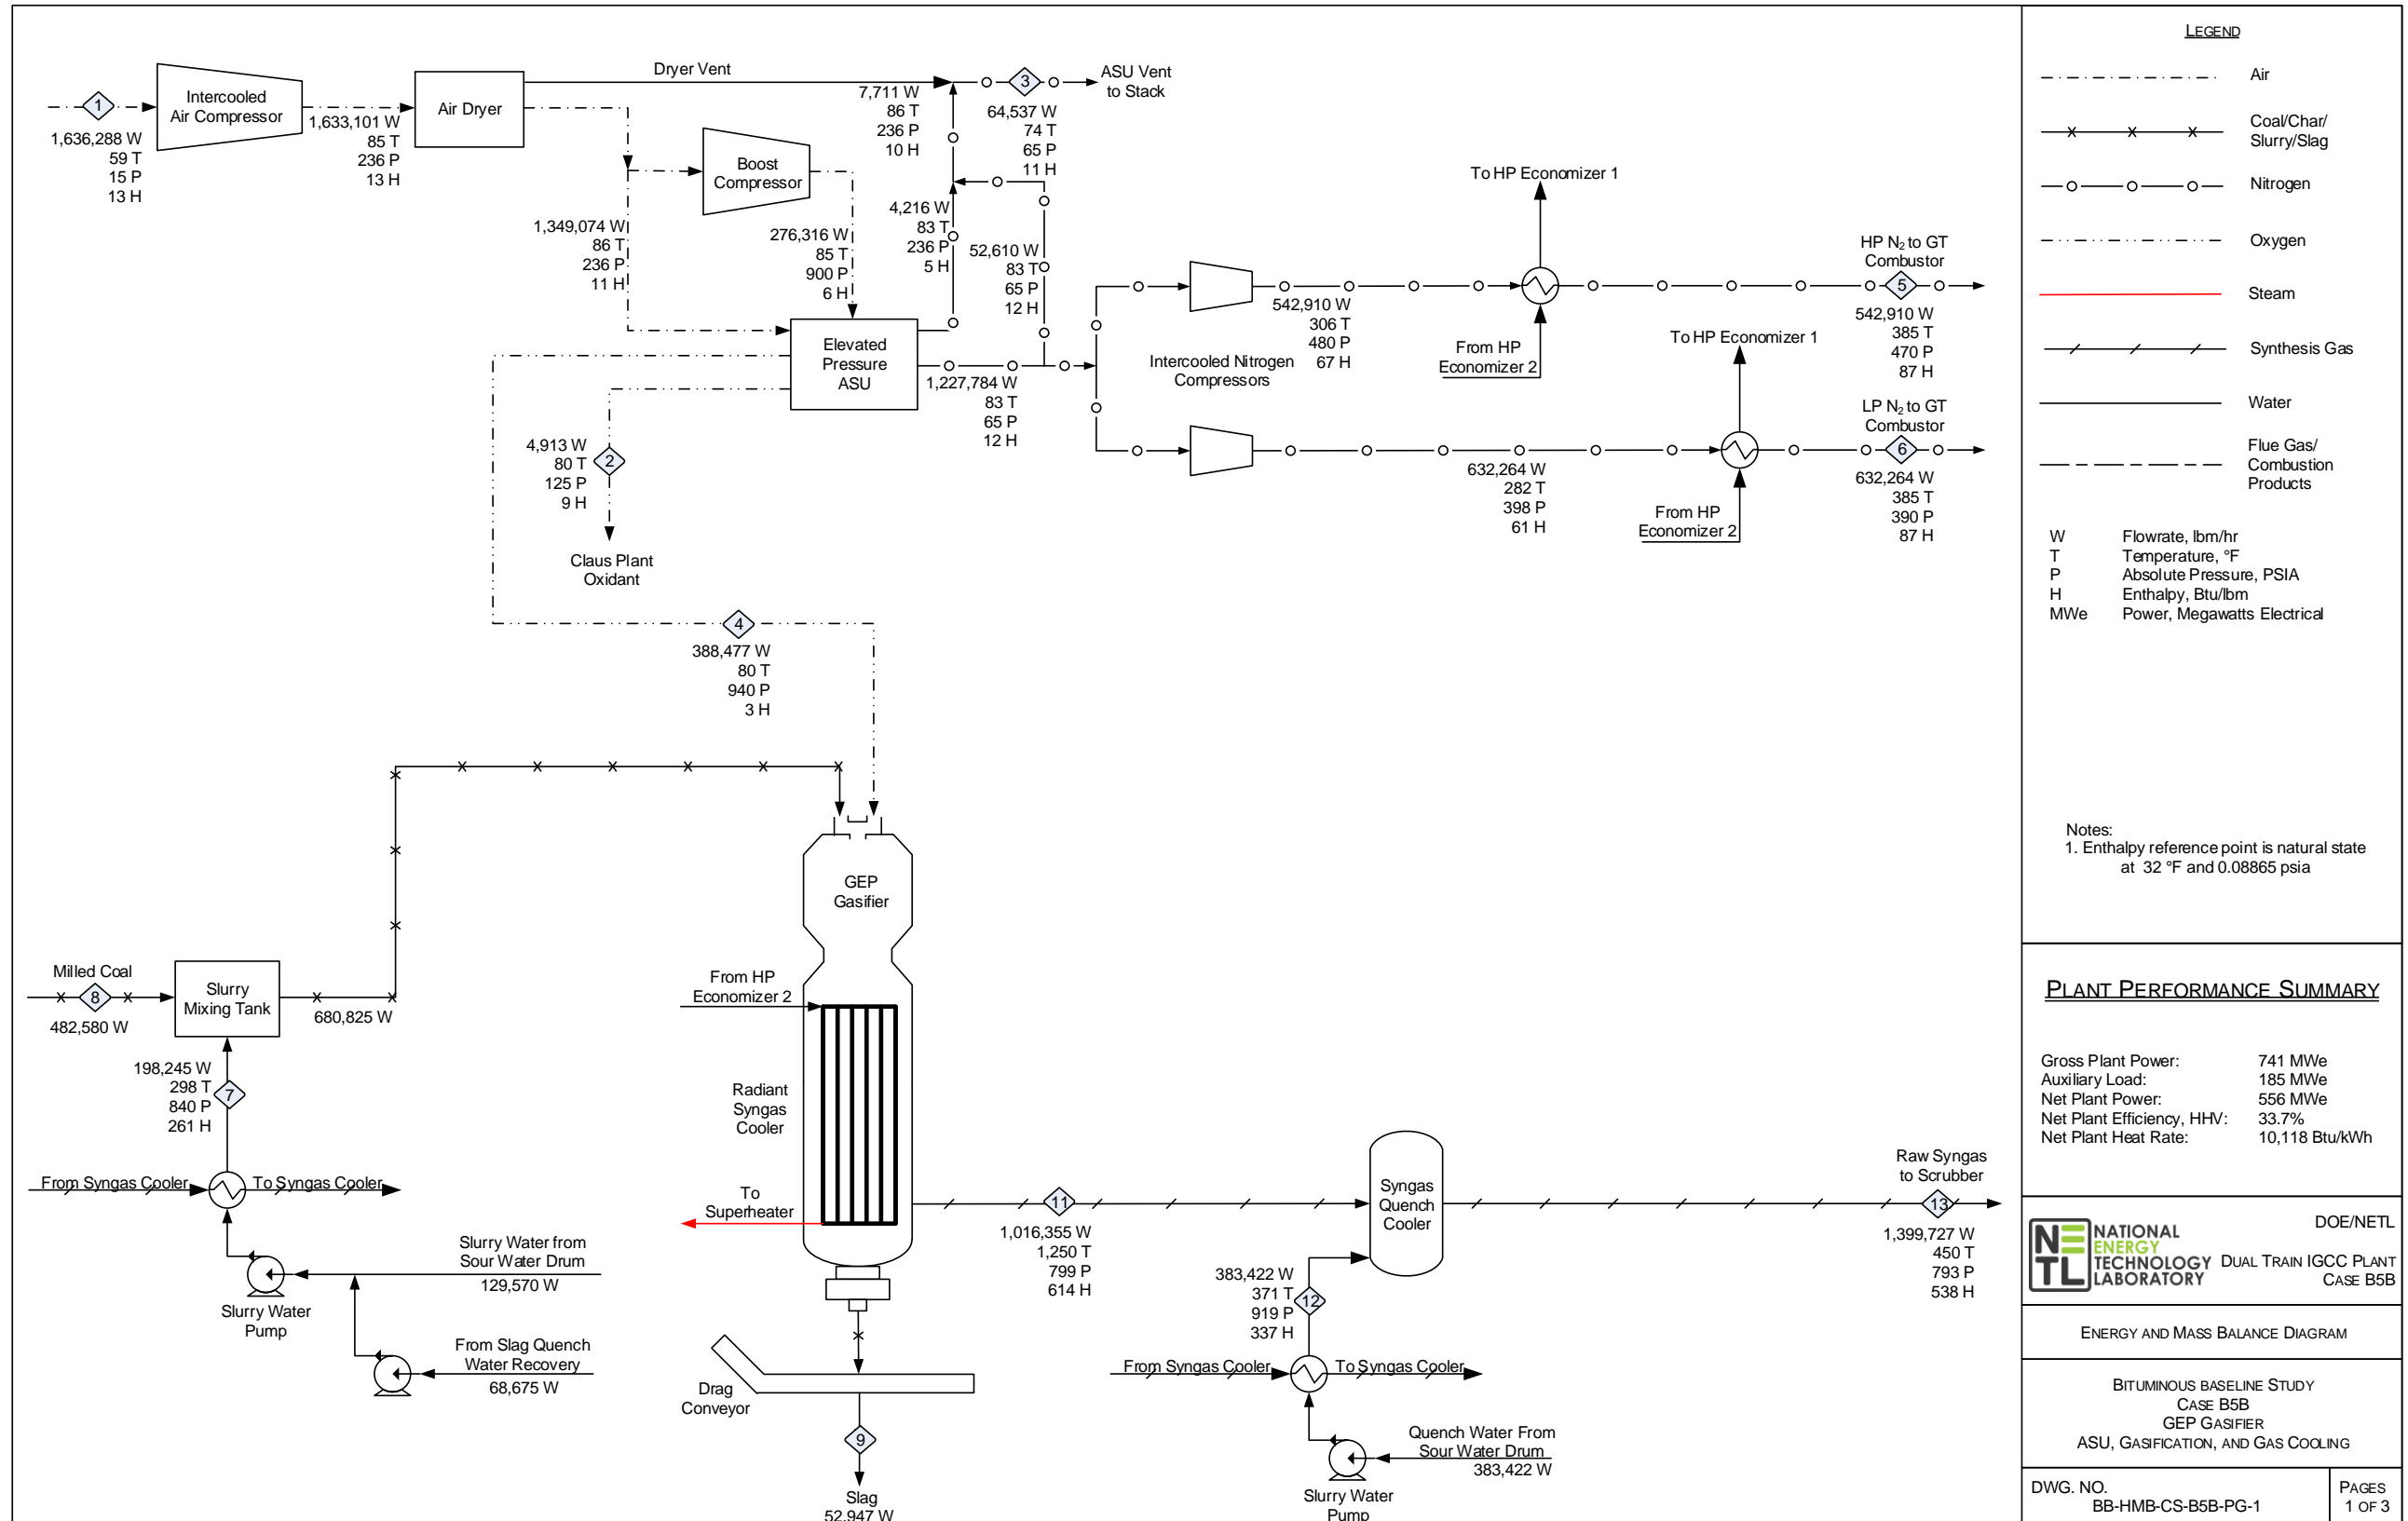 1
1,636,288 W
59 T
15 P
13 H
Intercooled
Air Compressor
1,633,101 W
85 T
236 P
13 H
Air Dryer
Dryer Vent
7,711 W
86 T
236 P
10 H
3
ASU Vent
to Stack
64,537 W
74 T
65 P
11 H
Boost
Compressor
1,349,074 W
86 T
236 P
11 H
276,316 W
85 T
900 P
6 H
4,216 W
83 T
236 P
5 H
52,610 W
83 T
65 P
12 H
Elevated
Pressure
ASU
1,227,784 W
83 T
65 P
12 H
Intercooled Nitrogen
Compressors
542,910 W
306 T
480 P
67 H
To HP Economizer 1
From HP
Economizer 2
HP N₂ to GT
Combustor
5
542,910 W
385 T
470 P
87 H
To HP Economizer 1
632,264 W
282 T
398 P
61 H
From HP
Economizer 2
LP N₂ to GT
Combustor
6
632,264 W
385 T
390 P
87 H
4,913 W
80 T
125 P
9 H
2
Claus Plant
Oxidant
4
388,477 W
80 T
940 P
3 H
Milled Coal
8
482,580 W
Slurry
Mixing Tank
680,825 W
198,245 W
298 T
840 P
261 H
7
From Syngas Cooler
To Syngas Cooler
Slurry Water from
Sour Water Drum
129,570 W
Slurry Water
Pump
From Slag Quench
Water Recovery
68,675 W
GEP
Gasifier
From HP
Economizer 2
Radiant
Syngas
Cooler
To
Superheater
Drag
Conveyor
9
Slag
52,947 W
11
1,016,355 W
1,250 T
799 P
614 H
Syngas
Quench
Cooler
383,422 W
371 T
919 P
337 H
12
From Syngas Cooler
To Syngas Cooler
Quench Water From
Sour Water Drum
383,422 W
Slurry Water
Pump
Raw Syngas
to Scrubber
13
1,399,727 W
450 T
793 P
538 H
LEGEND
Air
Coal/Char/
Slurry/Slag
Nitrogen
Oxygen
Steam
Synthesis Gas
Water
Flue Gas/
Combustion
Products
W Flowrate, lbm/hr
T Temperature, °F
P Absolute Pressure, PSIA
H Enthalpy, Btu/lbm
MWe Power, Megawatts Electrical
Notes:
1. Enthalpy reference point is natural state
at 32 °F and 0.08865 psia
PLANT PERFORMANCE SUMMARY
Gross Plant Power: 741 MWe
Auxiliary Load: 185 MWe
Net Plant Power: 556 MWe
Net Plant Efficiency, HHV: 33.7%
Net Plant Heat Rate: 10,118 Btu/kWh
NETL
NATIONAL
ENERGY
TECHNOLOGY
LABORATORY
DOE/NETL
DUAL TRAIN IGCC PLANT
CASE B5B
ENERGY AND MASS BALANCE DIAGRAM
BITUMINOUS BASELINE STUDY
CASE B5B
GEP GASIFIER
ASU, GASIFICATION, AND GAS COOLING
DWG. NO.
BB-HMB-CS-B5B-PG-1
PAGES
1 OF 3